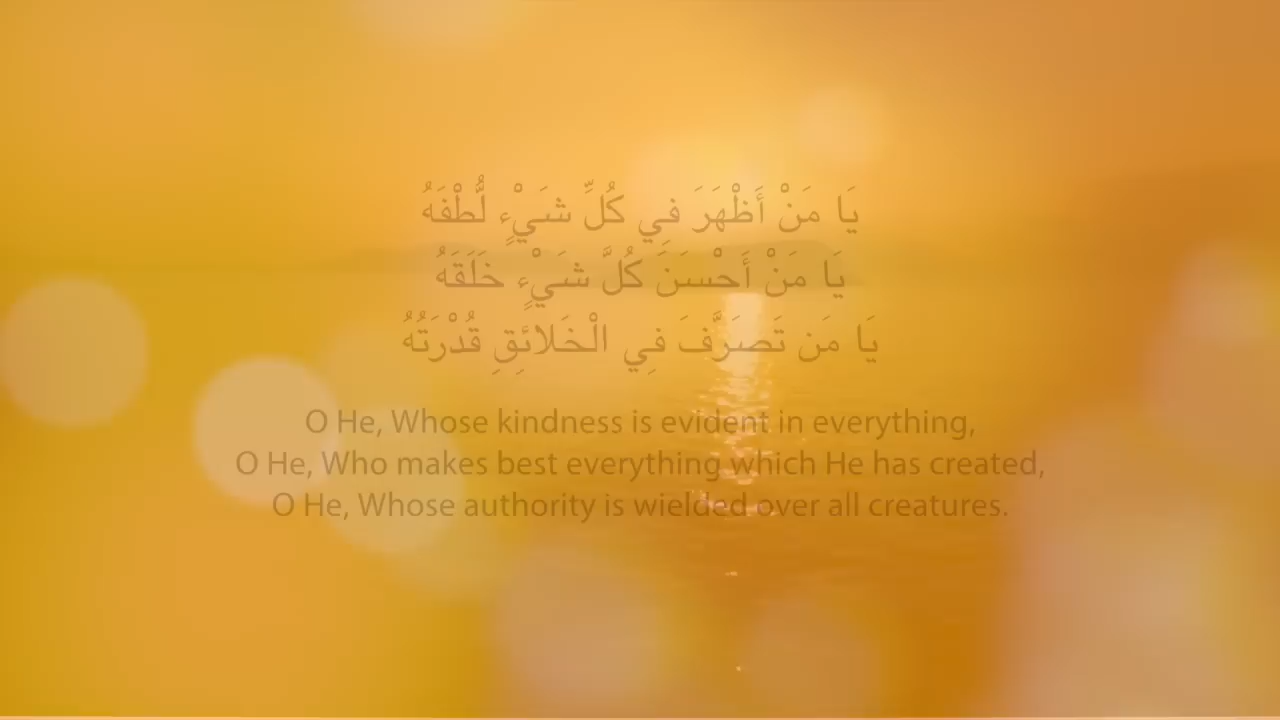 يَا مَنْ أَظْهَرَ فِي كُلِّ شَيْءٍ لُّطْفَهُ
يَا مَنْ أَحْسَنَ كُلَّ شَيْءٍ خَلَقَهُ
يَا مَن تَصَرَّفَ فِي الْخَلائَِقِ قُدْرَتُهُ
O He, Whose kindness is evident in everything,
O He, Who makes best everything which He has created,
O He, Whose authority is wielded over all creatures.